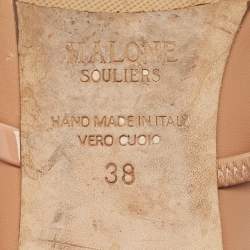 MALONE
SOULIERS
HAND MADE IN ITALY
VERO CUOIO
38